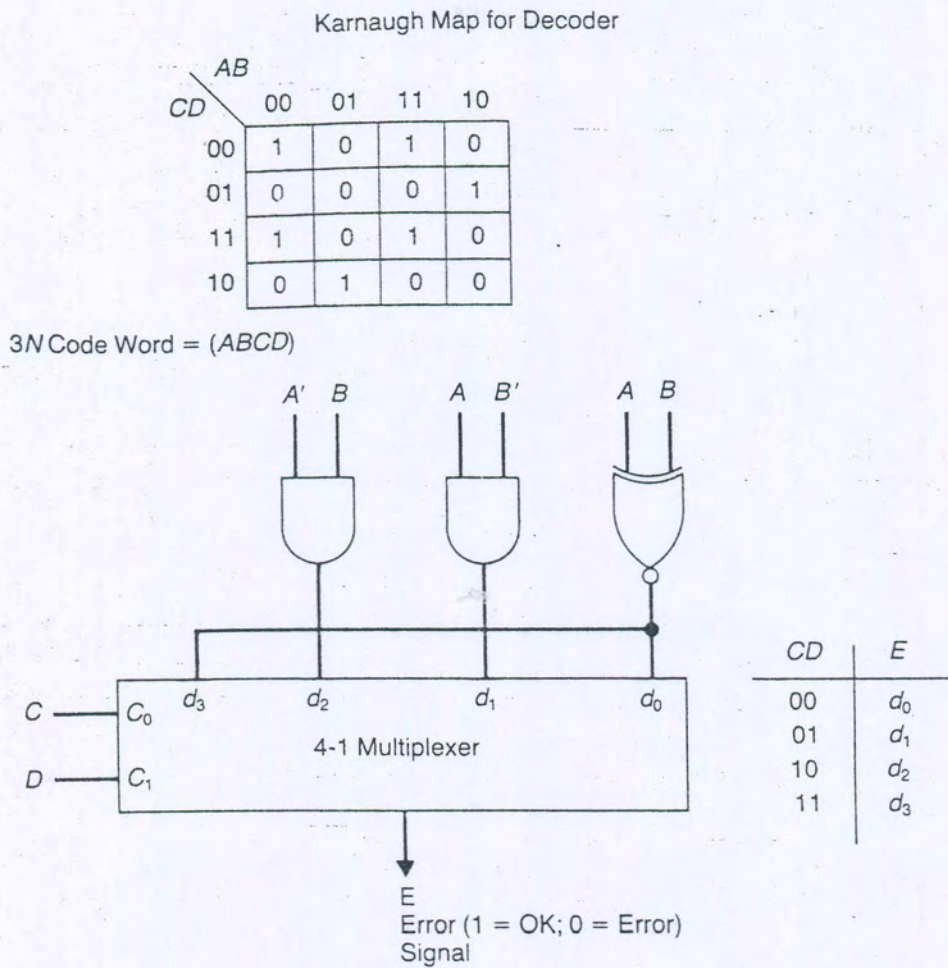 Karnaugh Map for Decoder
AB
CD 00 01 11 10
00 1 0 1 0
01 0 0 0 1
11 1 0 1 0
10 0 1 0 0
3N Code Word = (ABCD)
A' B A B' A B
CD E
d₃ d₂ d₁ d₀ 00 d₀
C C₀ 01 d₁
4-1 Multiplexer 10 d₂
D C₁ 11 d₃
E
Error (1 = OK; 0 = Error)
Signal